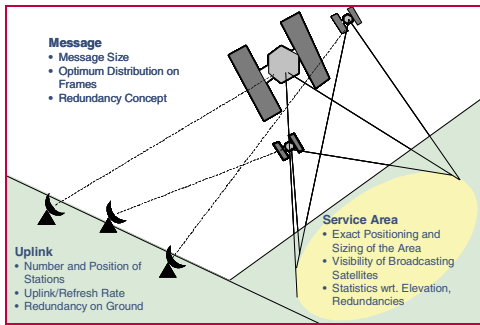 Message
• Message Size
• Optimum Distribution on
Frames
• Redundancy Concept
Uplink
• Number and Position of
Stations
• Uplink/Refresh Rate
• Redundancy on Ground
Service Area
• Exact Positioning and
Sizing of the Area
• Visibility of Broadcasting
Satellites
• Statistics wrt. Elevation,
Redundancies